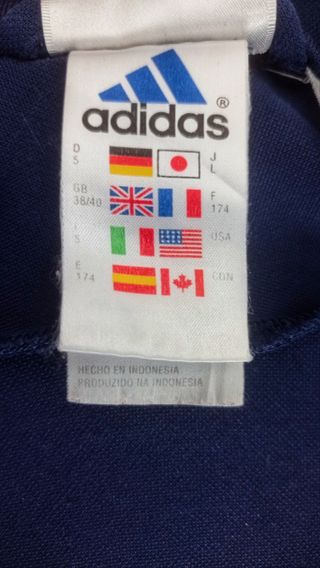 adidas ®
D 5 J L
GB 38/40 F 174
I 5 USA
E 174 CDN
HECHO EN INDONESIA
PRODUZIDO NA INDONESIA